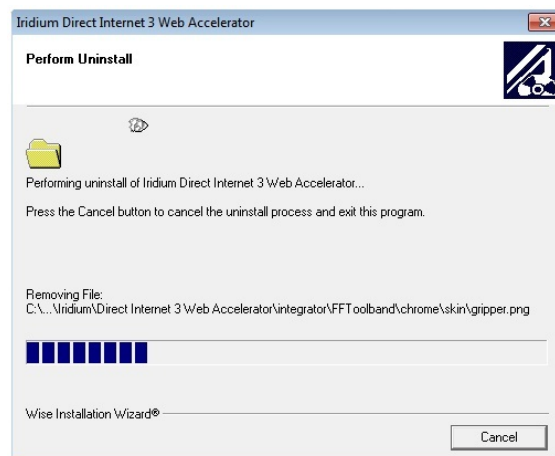 Iridium Direct Internet 3 Web Accelerator
Perform Uninstall
Performing uninstall of Iridium Direct Internet 3 Web Accelerator...
Press the Cancel button to cancel the uninstall process and exit this program.
Removing File:
C:\...\Iridium\Direct Internet 3 Web Accelerator\integrator\FFToolband\chrome\skin\gripper.png
Wise Installation Wizard®
Cancel